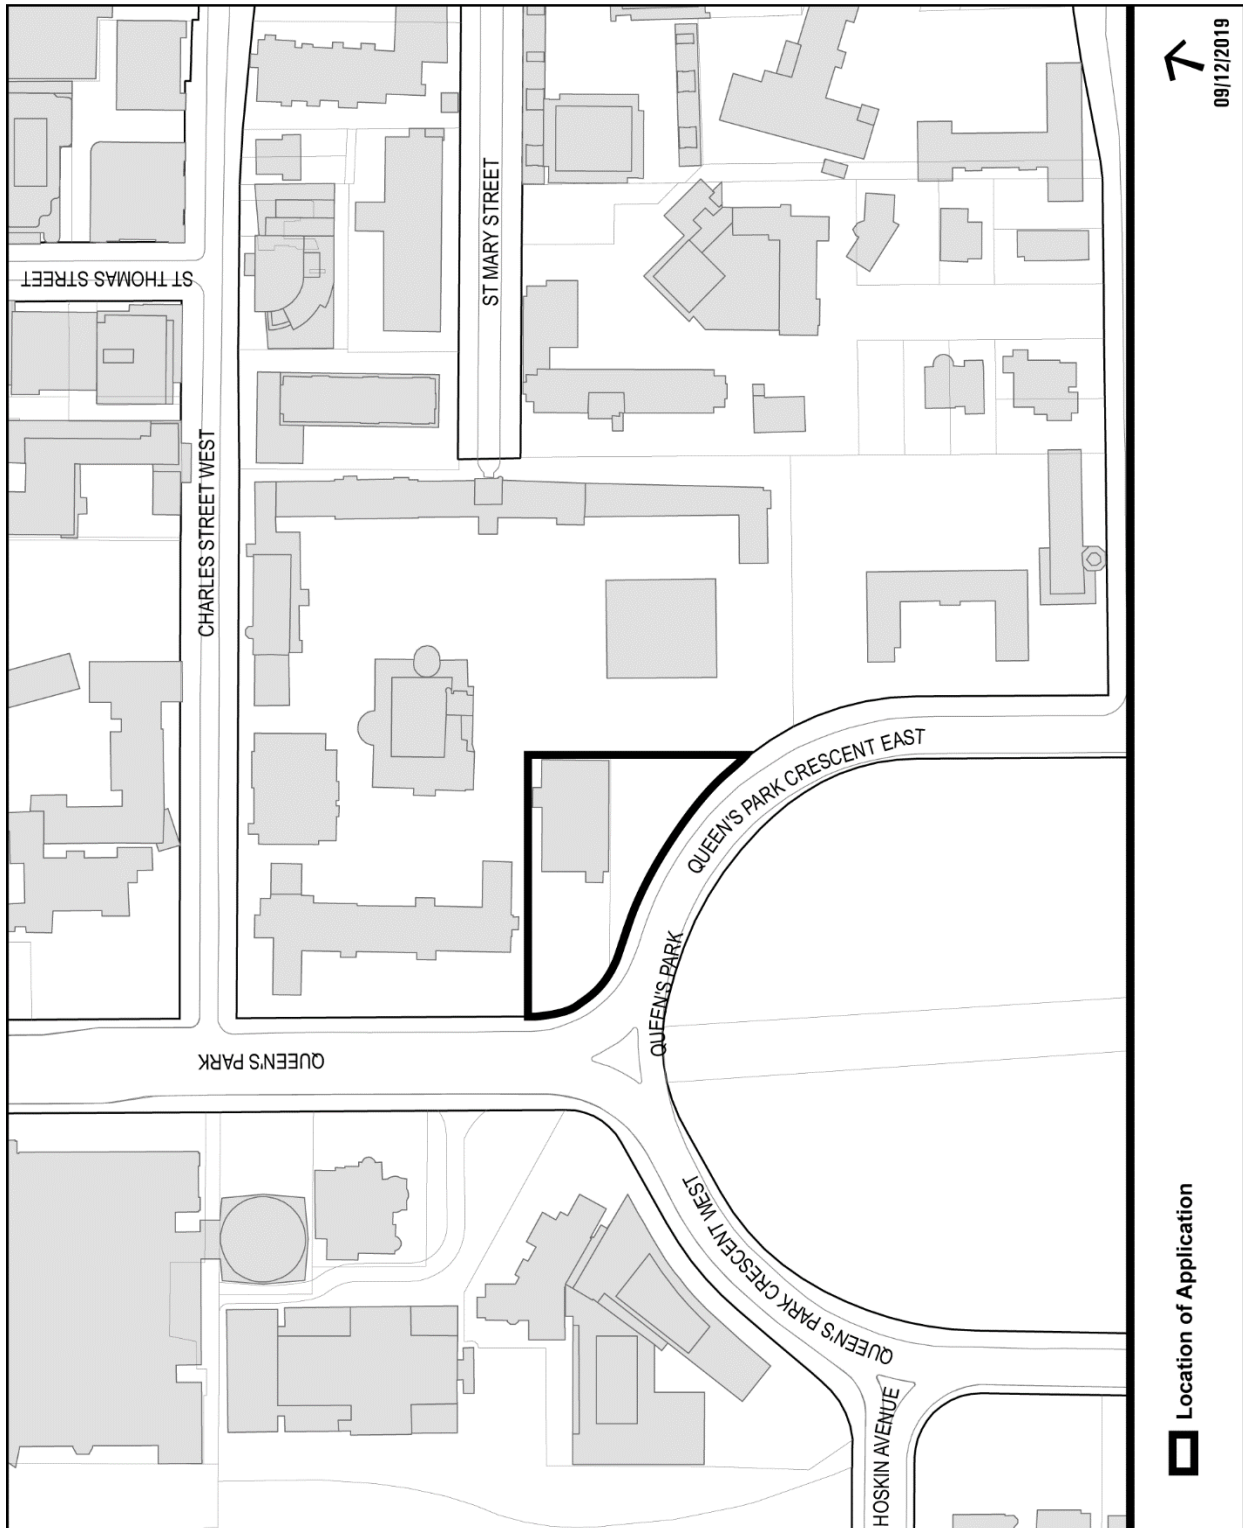 ST THOMAS STREET
CHARLES STREET WEST
ST MARY STREET
QUEEN'S PARK
QUEEN'S PARK CRESCENT EAST
QUEEN'S PARK
QUEEN'S PARK CRESCENT WEST
HOSKIN AVENUE
Location of Application
09/12/2019